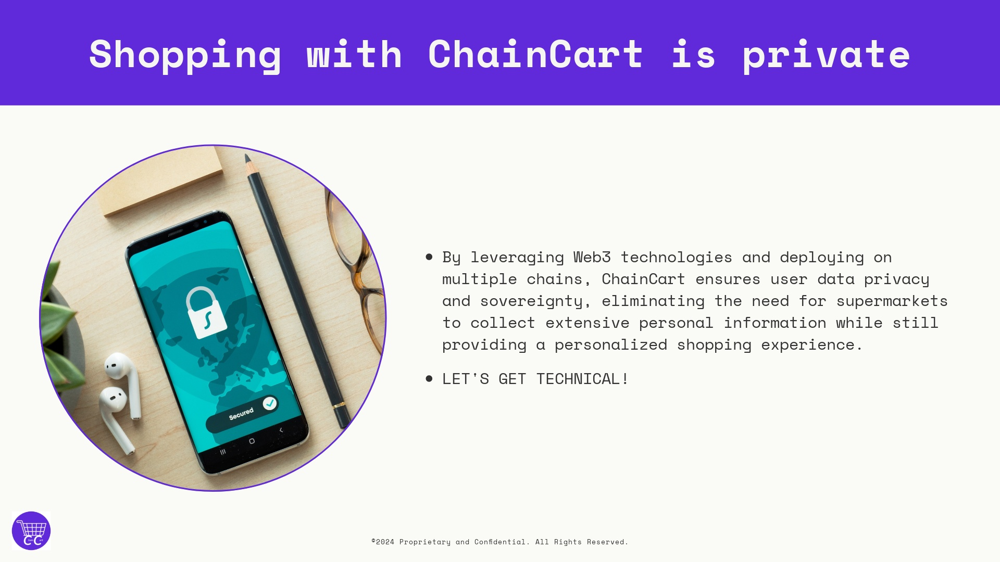 Shopping with ChainCart is private
• By leveraging Web3 technologies and deploying on
multiple chains, ChainCart ensures user data privacy
and sovereignty, eliminating the need for supermarkets
to collect extensive personal information while still
providing a personalized shopping experience.
• LET'S GET TECHNICAL!
Secured
CC
©2024 Proprietary and Confidential. All Rights Reserved.